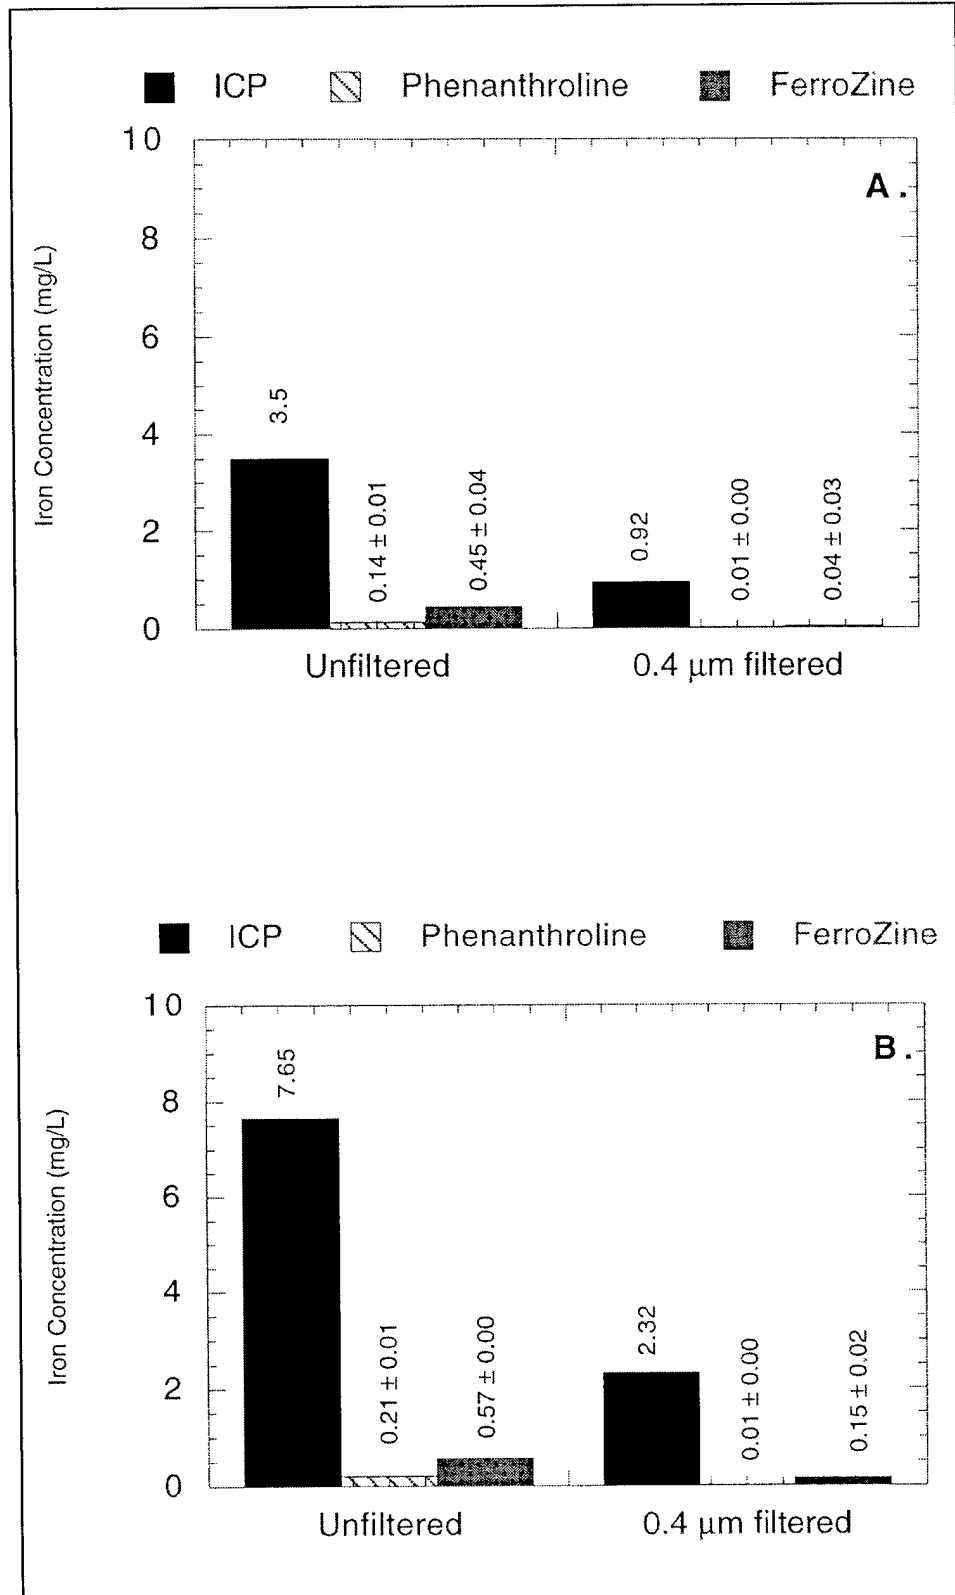 ICP Phenanthroline FerroZine
A.
Iron Concentration (mg/L)
10
8
6
4
2
0
3.5
0.14 ± 0.01
0.45 ± 0.04
0.92
0.01 ± 0.00
0.04 ± 0.03
Unfiltered 0.4 µm filtered
ICP Phenanthroline FerroZine
B.
Iron Concentration (mg/L)
10
8
6
4
2
0
7.65
0.21 ± 0.01
0.57 ± 0.00
2.32
0.01 ± 0.00
0.15 ± 0.02
Unfiltered 0.4 µm filtered